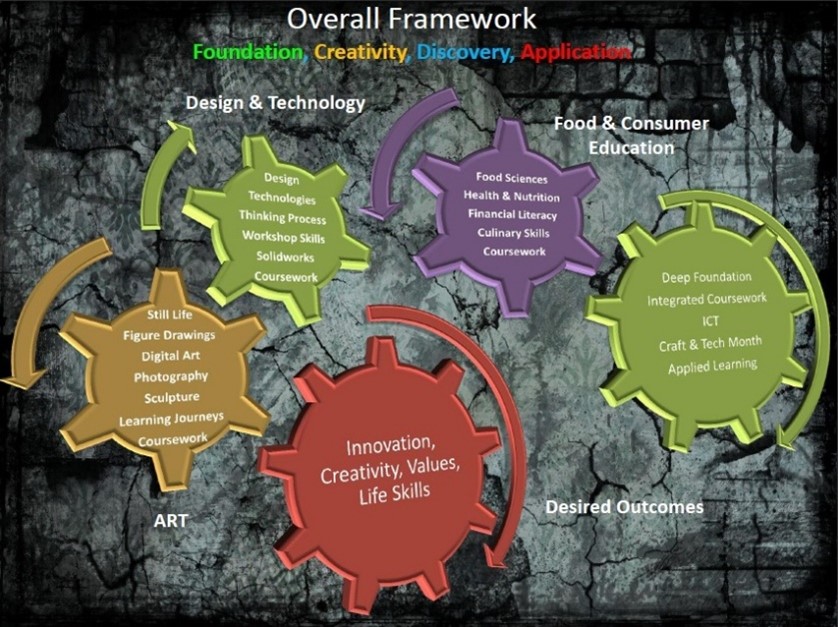 Overall Framework
Foundation, Creativity, Discovery, Application
Design & Technology
Design
Technologies
Thinking Process
Workshop Skills
Solidworks
Coursework
Food & Consumer
Education
Food Sciences
Health & Nutrition
Financial Literacy
Culinary Skills
Coursework
Deep Foundation
Integrated Coursework
ICT
Craft & Tech Month
Applied Learning
Still Life
Figure Drawings
Digital Art
Photography
Sculpture
Learning Journeys
Coursework
ART
Innovation,
Creativity, Values,
Life Skills
Desired Outcomes